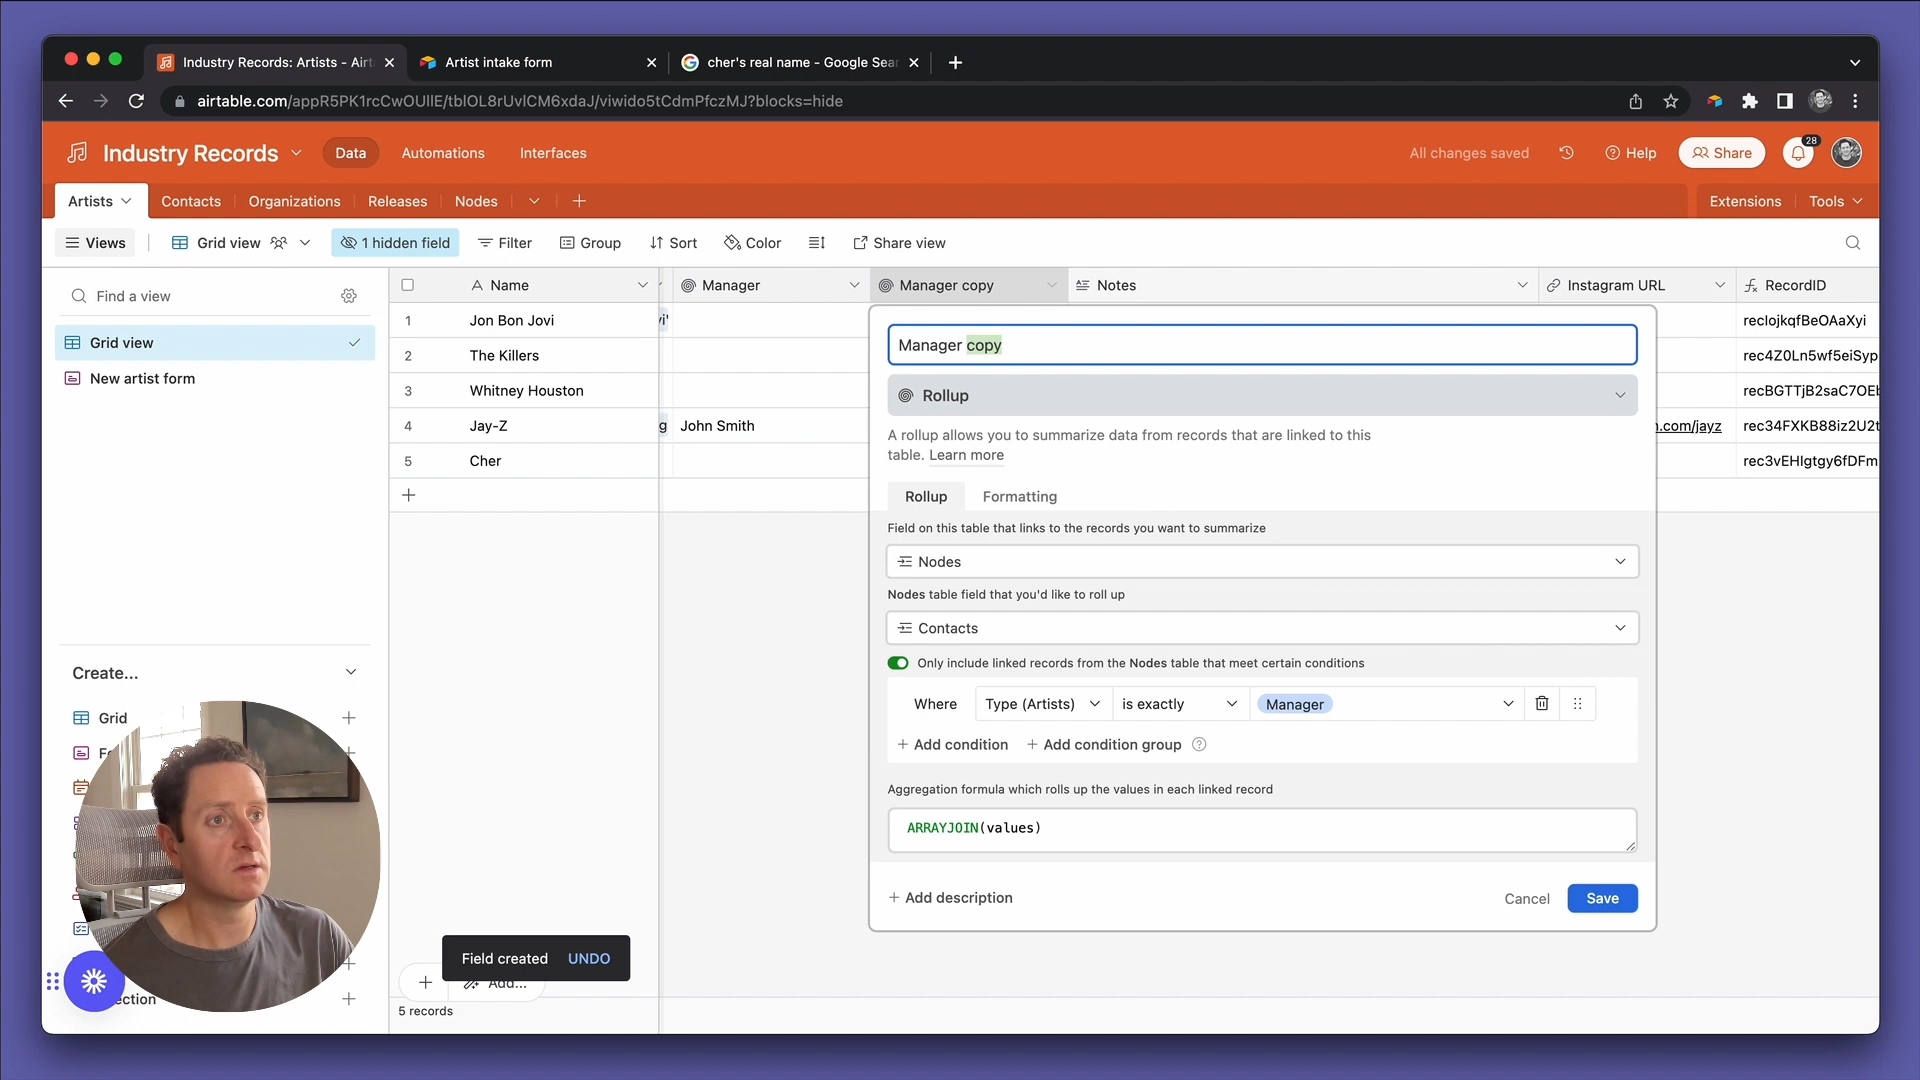 Industry Records: Artists - Airt
Artist intake form
cher's real name - Google Sear
airtable.com/appR5PK1rcCwOUllE/tblOL8rUvlCM6xdaJ/viwido5tCdmPfczMJ?blocks=hide
Industry Records
Data
Automations
Interfaces
All changes saved
Help
Share
28
Artists
Contacts
Organizations
Releases
Nodes
Extensions
Tools
Views
Grid view
1 hidden field
Filter
Group
Sort
Color
Share view
Find a view
Grid view
New artist form
Create...
Grid
Name
Manager
Manager copy
Notes
Instagram URL
RecordID
1 Jon Bon Jovi vi' recIojkqfBeOAaXyi
2 The Killers rec4Z0Ln5wf5eiSyp
3 Whitney Houston recBGTTjB2saC7OEb
4 Jay-Z g John Smith n.com/jayz rec34FXKB88iz2U2t
5 Cher rec3vEHlgtgy6fDFm
Manager copy
Rollup
A rollup allows you to summarize data from records that are linked to this
table. Learn more
Rollup
Formatting
Field on this table that links to the records you want to summarize
Nodes
Nodes table field that you'd like to roll up
Contacts
Only include linked records from the Nodes table that meet certain conditions
Where
Type (Artists)
is exactly
Manager
Add condition
Add condition group
Aggregation formula which rolls up the values in each linked record
ARRAYJOIN(values)
Add description
Cancel
Save
Field created
UNDO
Add...
ection
5 records